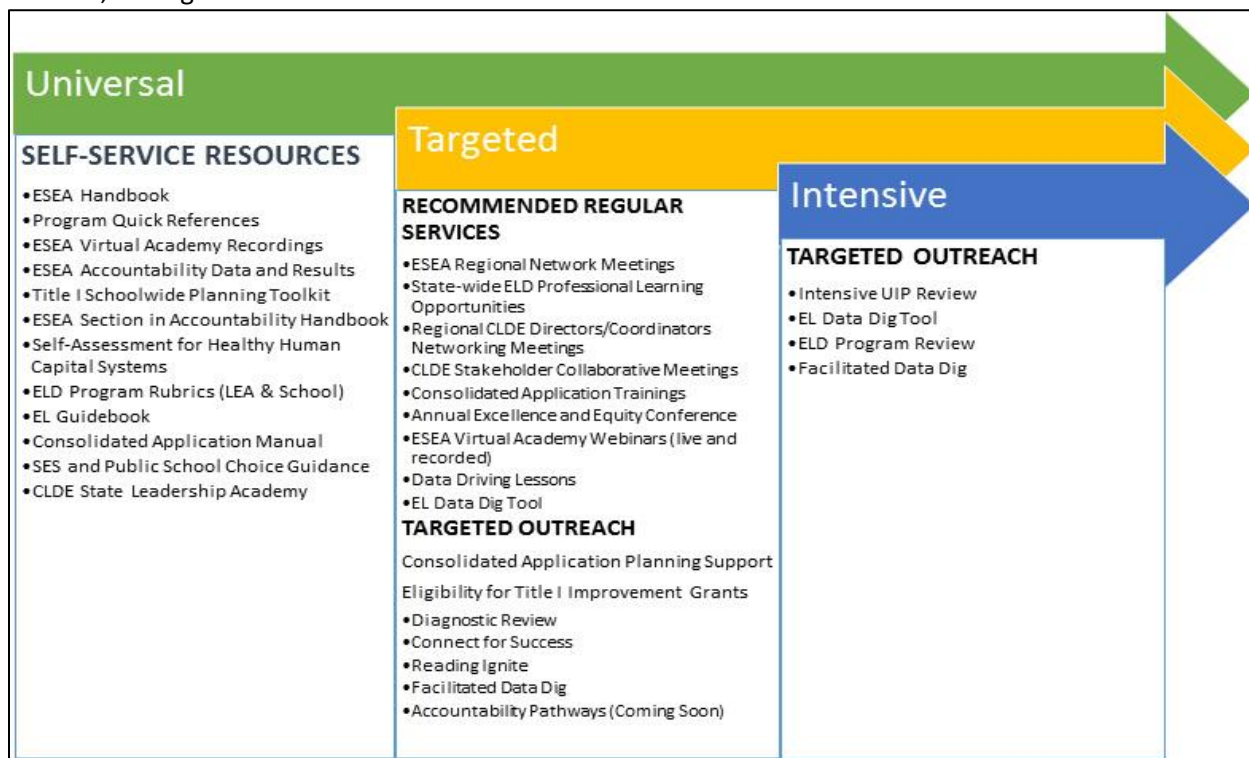 Universal
SELF-SERVICE RESOURCES
•ESEA Handbook
•Program Quick References
•ESEA Virtual Academy Recordings
•ESEA Accountability Data and Results
•Title I Schoolwide Planning Toolkit
•ESEA Section in Accountability Handbook
•Self-Assessment for Healthy Human
Capital Systems
•ELD Program Rubrics (LEA & School)
•EL Guidebook
•Consolidated Application Manual
•SES and Public School Choice Guidance
•CLDE State Leadership Academy
Targeted
RECOMMENDED REGULAR
SERVICES
•ESEA Regional Network Meetings
•State-wide ELD Professional Learning
Opportunities
•Regional CLDE Directors/Coordinators
Networking Meetings
•CLDE Stakeholder Collaborative Meetings
•Consolidated Application Trainings
•Annual Excellence and Equity Conference
•ESEA Virtual Academy Webinars (live and
recorded)
•Data Driving Lessons
•EL Data Dig Tool
TARGETED OUTREACH
Consolidated Application Planning Support
Eligibility for Title I Improvement Grants
•Diagnostic Review
•Connect for Success
•Reading Ignite
•Facilitated Data Dig
•Accountability Pathways (Coming Soon)
Intensive
TARGETED OUTREACH
•Intensive UIP Review
•EL Data Dig Tool
•ELD Program Review
•Facilitated Data Dig